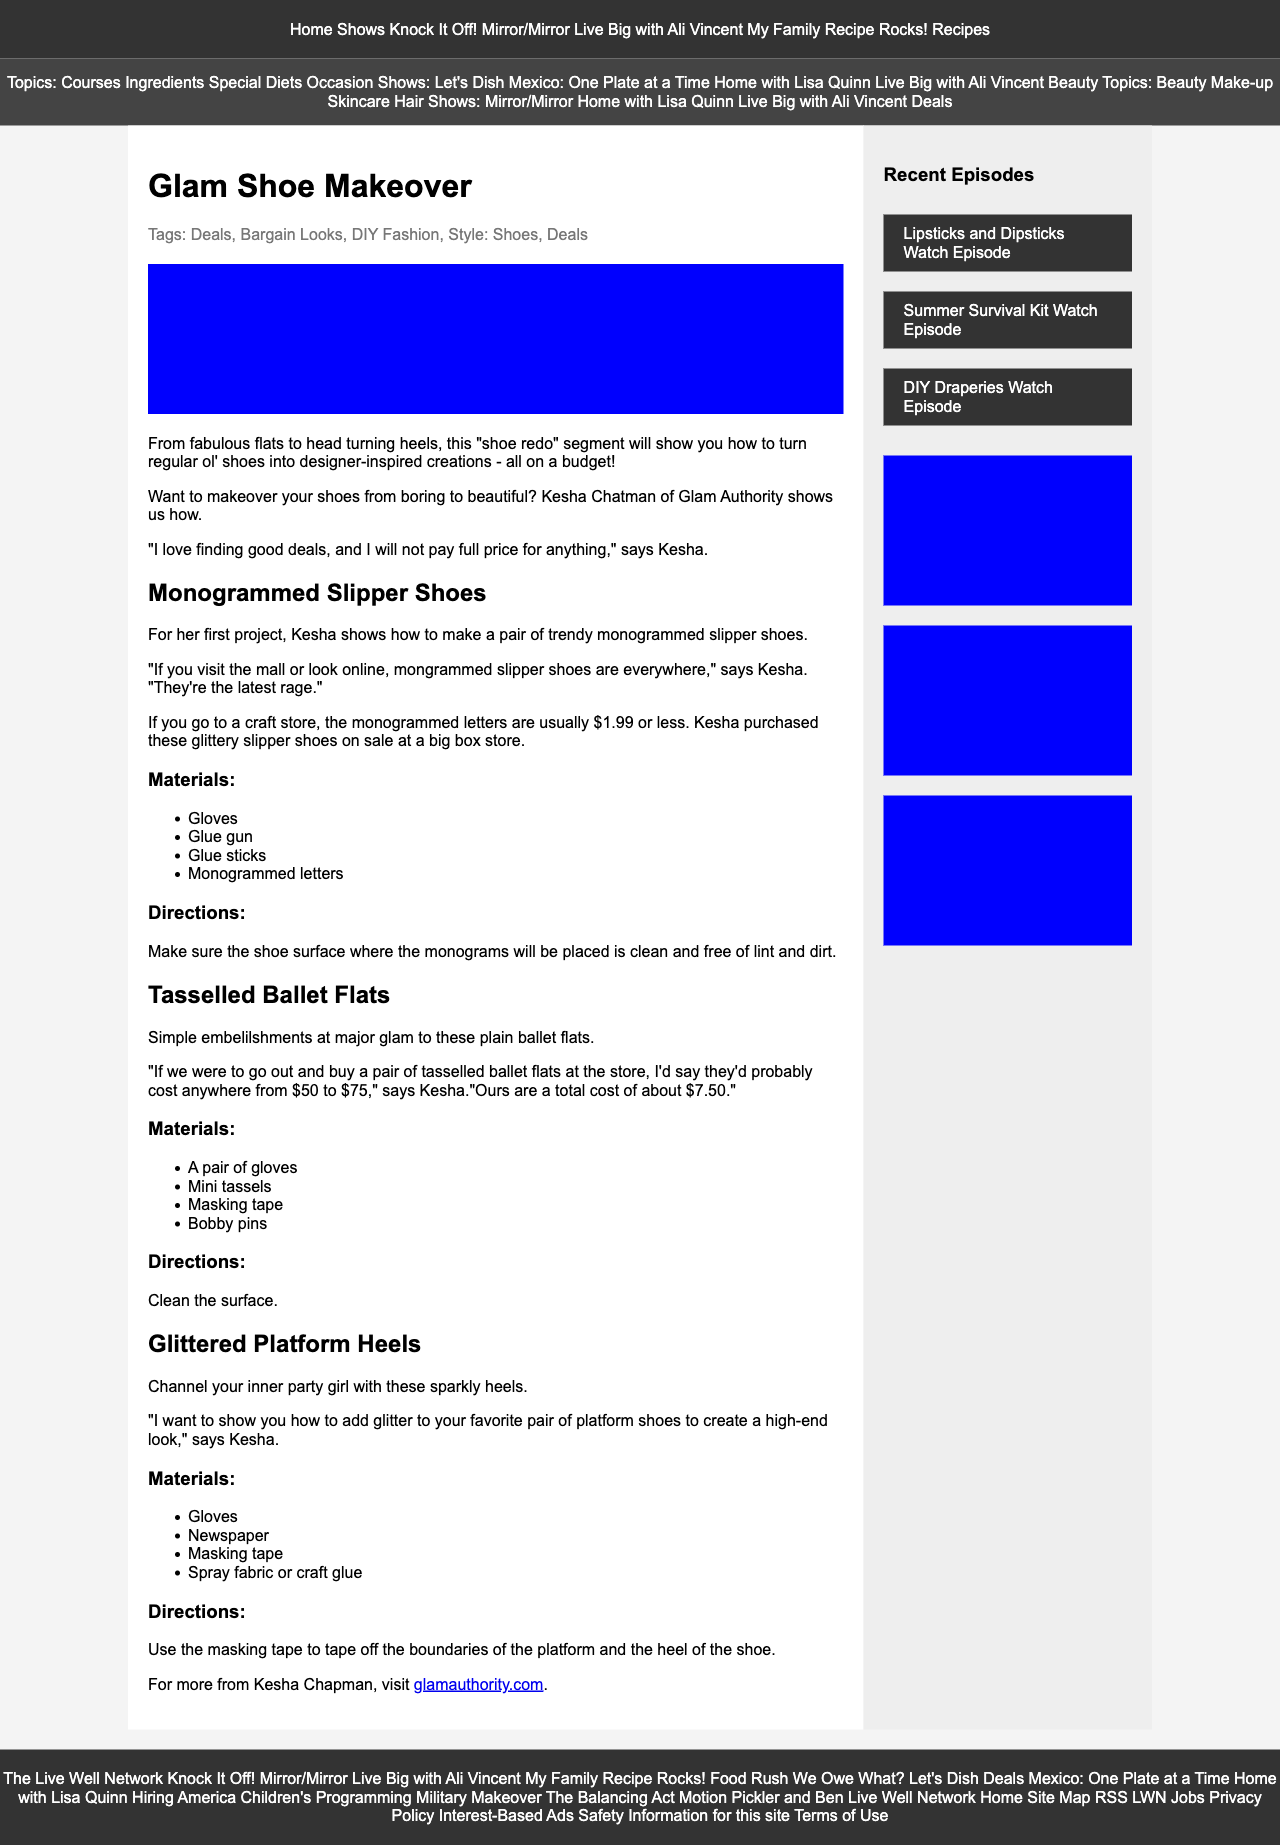 Home Shows Knock It Off! Mirror/Mirror Live Big with Ali Vincent My Family Recipe Rocks! Recipes
Topics: Courses Ingredients Special Diets Occasion Shows: Let's Dish Mexico: One Plate at a Time Home with Lisa Quinn Live Big with Ali Vincent Beauty Topics: Beauty Make-up
Skincare Hair Shows: Mirror/Mirror Home with Lisa Quinn Live Big with Ali Vincent Deals
Glam Shoe Makeover
Tags: Deals, Bargain Looks, DIY Fashion, Style: Shoes, Deals
From fabulous flats to head turning heels, this "shoe redo" segment will show you how to turn
regular ol' shoes into designer-inspired creations - all on a budget!
Want to makeover your shoes from boring to beautiful? Kesha Chatman of Glam Authority shows
us how.
"I love finding good deals, and I will not pay full price for anything," says Kesha.
Monogrammed Slipper Shoes
For her first project, Kesha shows how to make a pair of trendy monogrammed slipper shoes.
"If you visit the mall or look online, mongrammed slipper shoes are everywhere," says Kesha.
"They're the latest rage."
If you go to a craft store, the monogrammed letters are usually $1.99 or less. Kesha purchased
these glittery slipper shoes on sale at a big box store.
Materials:
• Gloves
• Glue gun
• Glue sticks
• Monogrammed letters
Directions:
Make sure the shoe surface where the monograms will be placed is clean and free of lint and dirt.
Tasselled Ballet Flats
Simple embelilshments at major glam to these plain ballet flats.
"If we were to go out and buy a pair of tasselled ballet flats at the store, I'd say they'd probably
cost anywhere from $50 to $75," says Kesha."Ours are a total cost of about $7.50."
Materials:
• A pair of gloves
• Mini tassels
• Masking tape
• Bobby pins
Directions:
Clean the surface.
Glittered Platform Heels
Channel your inner party girl with these sparkly heels.
"I want to show you how to add glitter to your favorite pair of platform shoes to create a high-end
look," says Kesha.
Materials:
• Gloves
• Newspaper
• Masking tape
• Spray fabric or craft glue
Directions:
Use the masking tape to tape off the boundaries of the platform and the heel of the shoe.
For more from Kesha Chapman, visit glamauthority.com.
Recent Episodes
Lipsticks and Dipsticks
Watch Episode
Summer Survival Kit Watch
Episode
DIY Draperies Watch
Episode
The Live Well Network Knock It Off! Mirror/Mirror Live Big with Ali Vincent My Family Recipe Rocks! Food Rush We Owe What? Let's Dish Deals Mexico: One Plate at a Time Home
with Lisa Quinn Hiring America Children's Programming Military Makeover The Balancing Act Motion Pickler and Ben Live Well Network Home Site Map RSS LWN Jobs Privacy
Policy Interest-Based Ads Safety Information for this site Terms of Use